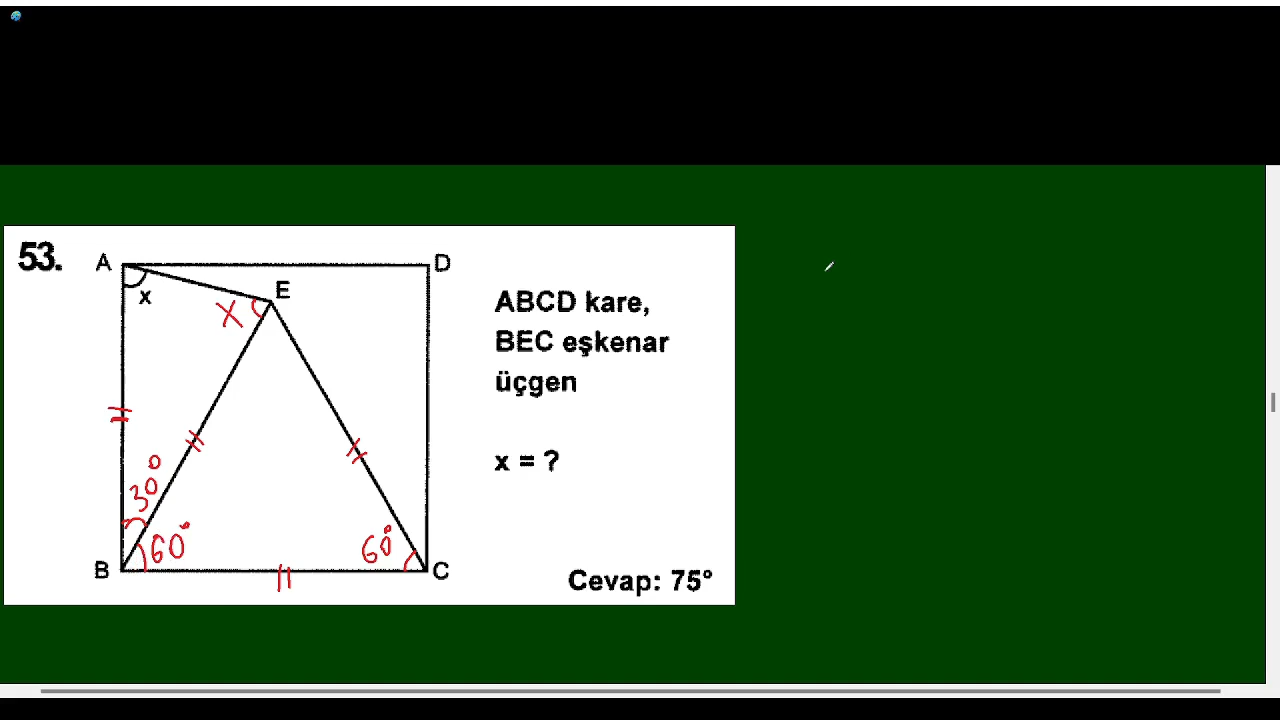 53.
A
D
x
E
X
ABCD kare,
BEC eşkenar
üçgen
x = ?
30°
60°
60°
B
C
Cevap: 75°